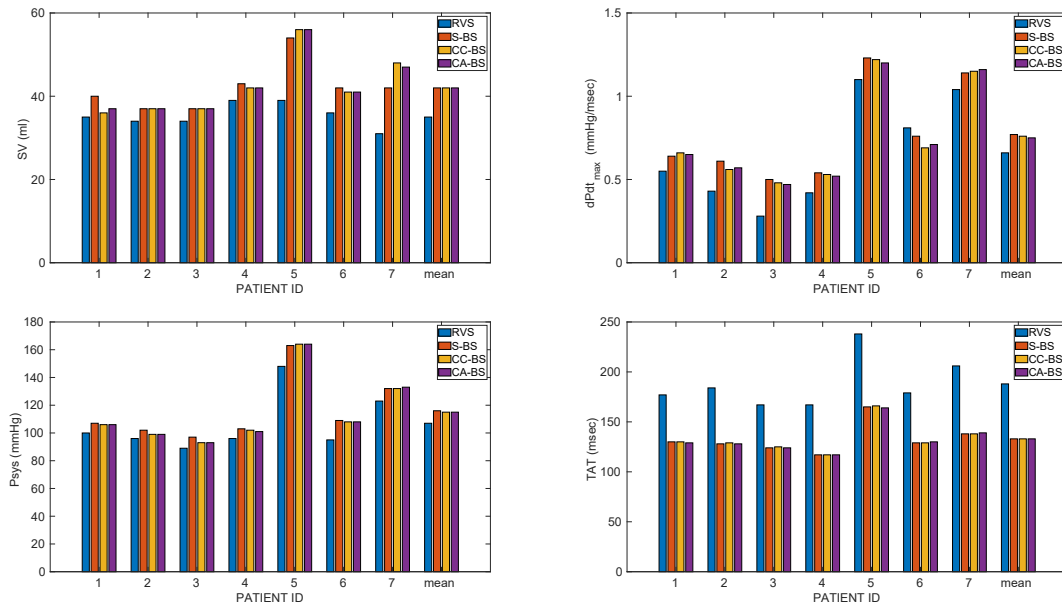 60
40
20
0
SV (ml)
1 2 3 4 5 6 7 mean
PATIENT ID
RVS
S-BS
CC-BS
CA-BS
1.5
1
0.5
0
dPdt max (mmHg/msec)
1 2 3 4 5 6 7 mean
PATIENT ID
RVS
S-BS
CC-BS
CA-BS
180
160
140
120
100
80
60
40
20
0
Psys (mmHg)
1 2 3 4 5 6 7 mean
PATIENT ID
RVS
S-BS
CC-BS
CA-BS
250
200
150
100
50
0
TAT (msec)
1 2 3 4 5 6 7 mean
PATIENT ID
RVS
S-BS
CC-BS
CA-BS